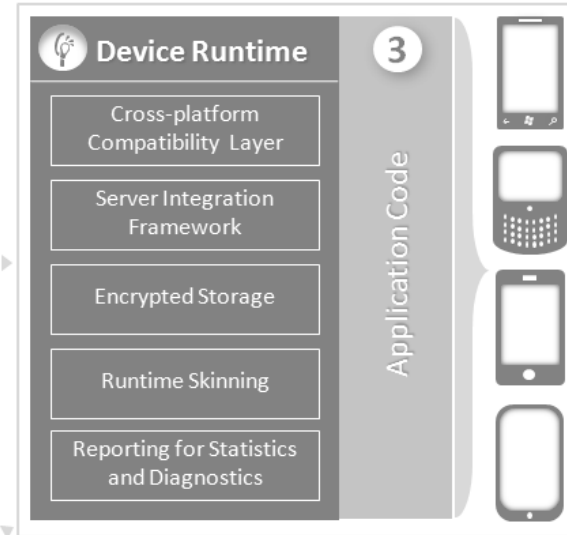 Device Runtime
3
Cross-platform
Compatibility Layer
Server Integration
Framework
Encrypted Storage
Runtime Skinning
Reporting for Statistics
and Diagnostics
Application Code